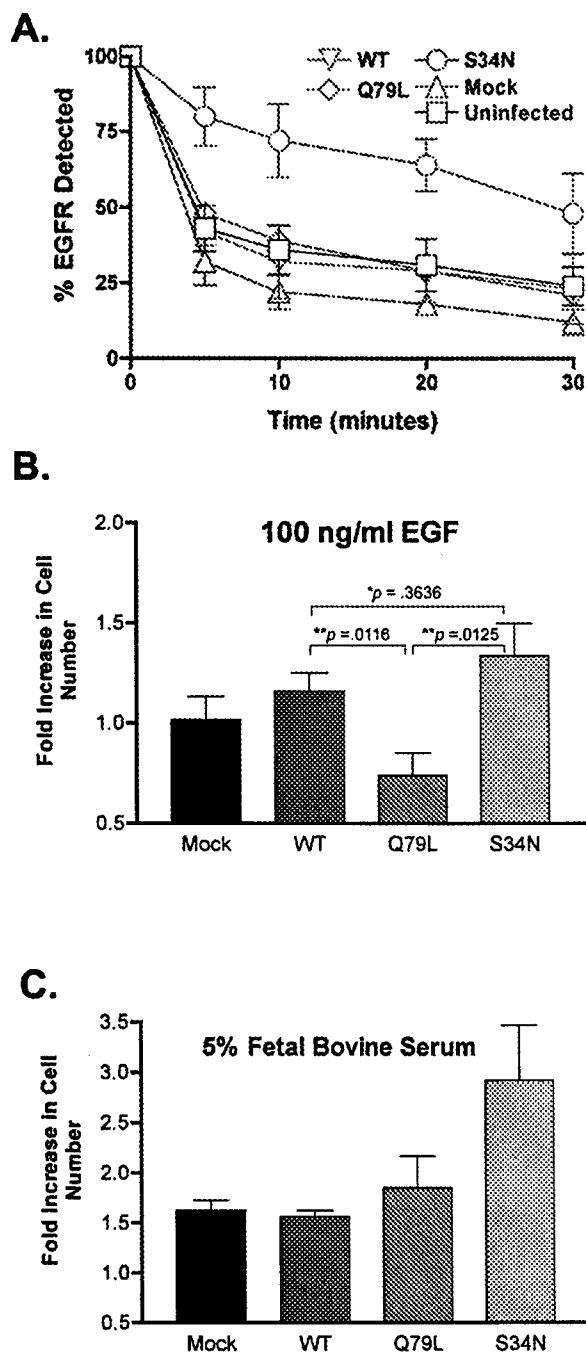 A.
WT
S34N
Q79L
Mock
Uninfected
% EGFR Detected
100
75
50
25
0
0
10
20
30
Time (minutes)
B.
100 ng/ml EGF
Fold Increase in Cell
Number
2.0
1.5
1.0
0.5
*p = .3636
**p =.0116
**p =.0125
Mock
WT
Q79L
S34N
C.
5% Fetal Bovine Serum
Fold Increase in Cell
Number
3.5
3.0
2.5
2.0
1.5
1.0
0.5
Mock
WT
Q79L
S34N